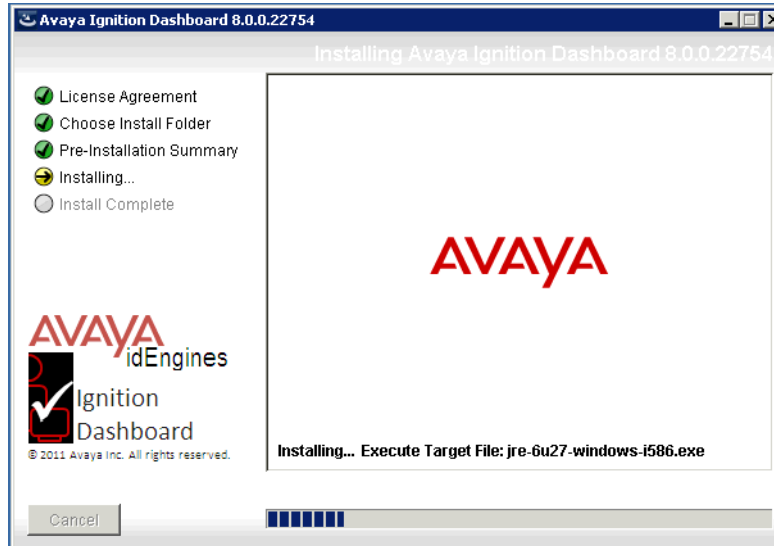 Avaya Ignition Dashboard 8.0.0.22754
Installing Avaya Ignition Dashboard 8.0.0.22754
License Agreement
Choose Install Folder
Pre-Installation Summary
Installing...
Install Complete
AVAYA
AVAYA
idEngines
Ignition
Dashboard
© 2011 Avaya Inc. All rights reserved.
Installing... Execute Target File: jre-6u27-windows-i586.exe
Cancel